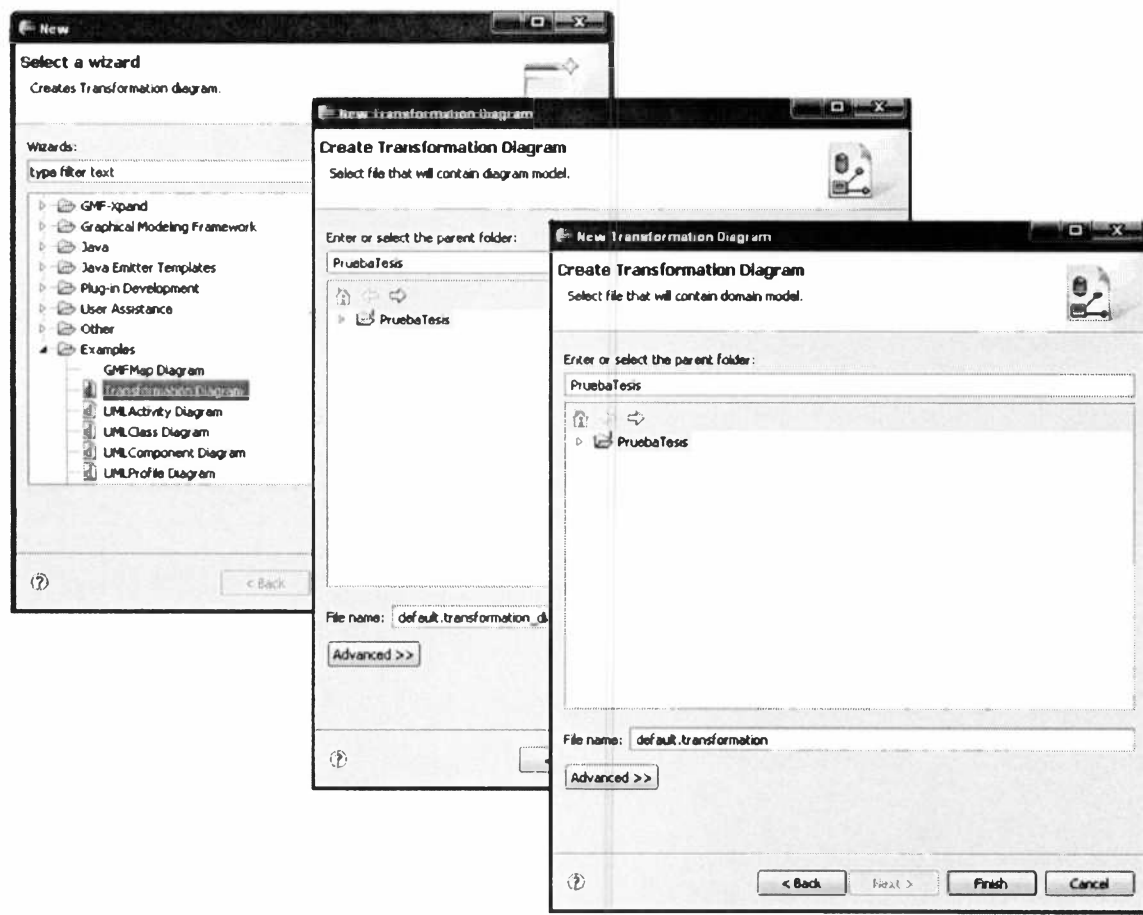 New
Select a wizard
Creates Transformation diagram.
Wizards:
type filter text
GMF-Xpand
Graphical Modeling Framework
Java
Java Emitter Templates
Plug-in Development
User Assistance
Other
Examples
GMFMap Diagram
Transformation Diagram
UMLActivity Diagram
UMLClass Diagram
UMLComponent Diagram
UMLProfile Diagram
< Back
New Transformation Diagram
Create Transformation Diagram
Select file that will contain diagram model.
Enter or select the parent folder:
PruebaTesis
PruebaTesis
File name: default.transformation_di
Advanced >>
<
New Transformation Diagram
Create Transformation Diagram
Select file that will contain domain model.
Enter or select the parent folder:
PruebaTesis
PruebaTesis
File name: default.transformation
Advanced >>
< Back Next > Finish Cancel